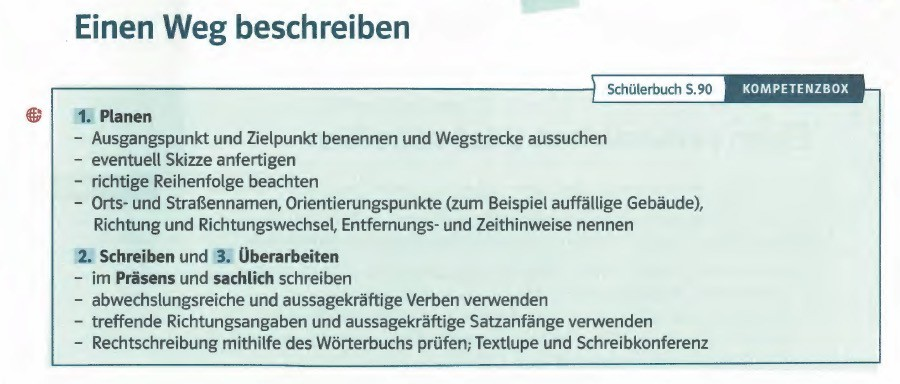 Einen Weg beschreiben
Schülerbuch S.90 KOMPETENZBOX
1. Planen
– Ausgangspunkt und Zielpunkt benennen und Wegstrecke aussuchen
– eventuell Skizze anfertigen
– richtige Reihenfolge beachten
– Orts- und Straßennamen, Orientierungspunkte (zum Beispiel auffällige Gebäude),
Richtung und Richtungswechsel, Entfernungs- und Zeithinweise nennen
2. Schreiben und 3. Überarbeiten
– im Präsens und sachlich schreiben
– abwechslungsreiche und aussagekräftige Verben verwenden
– treffende Richtungsangaben und aussagekräftige Satzanfänge verwenden
– Rechtschreibung mithilfe des Wörterbuchs prüfen; Textlupe und Schreibkonferenz